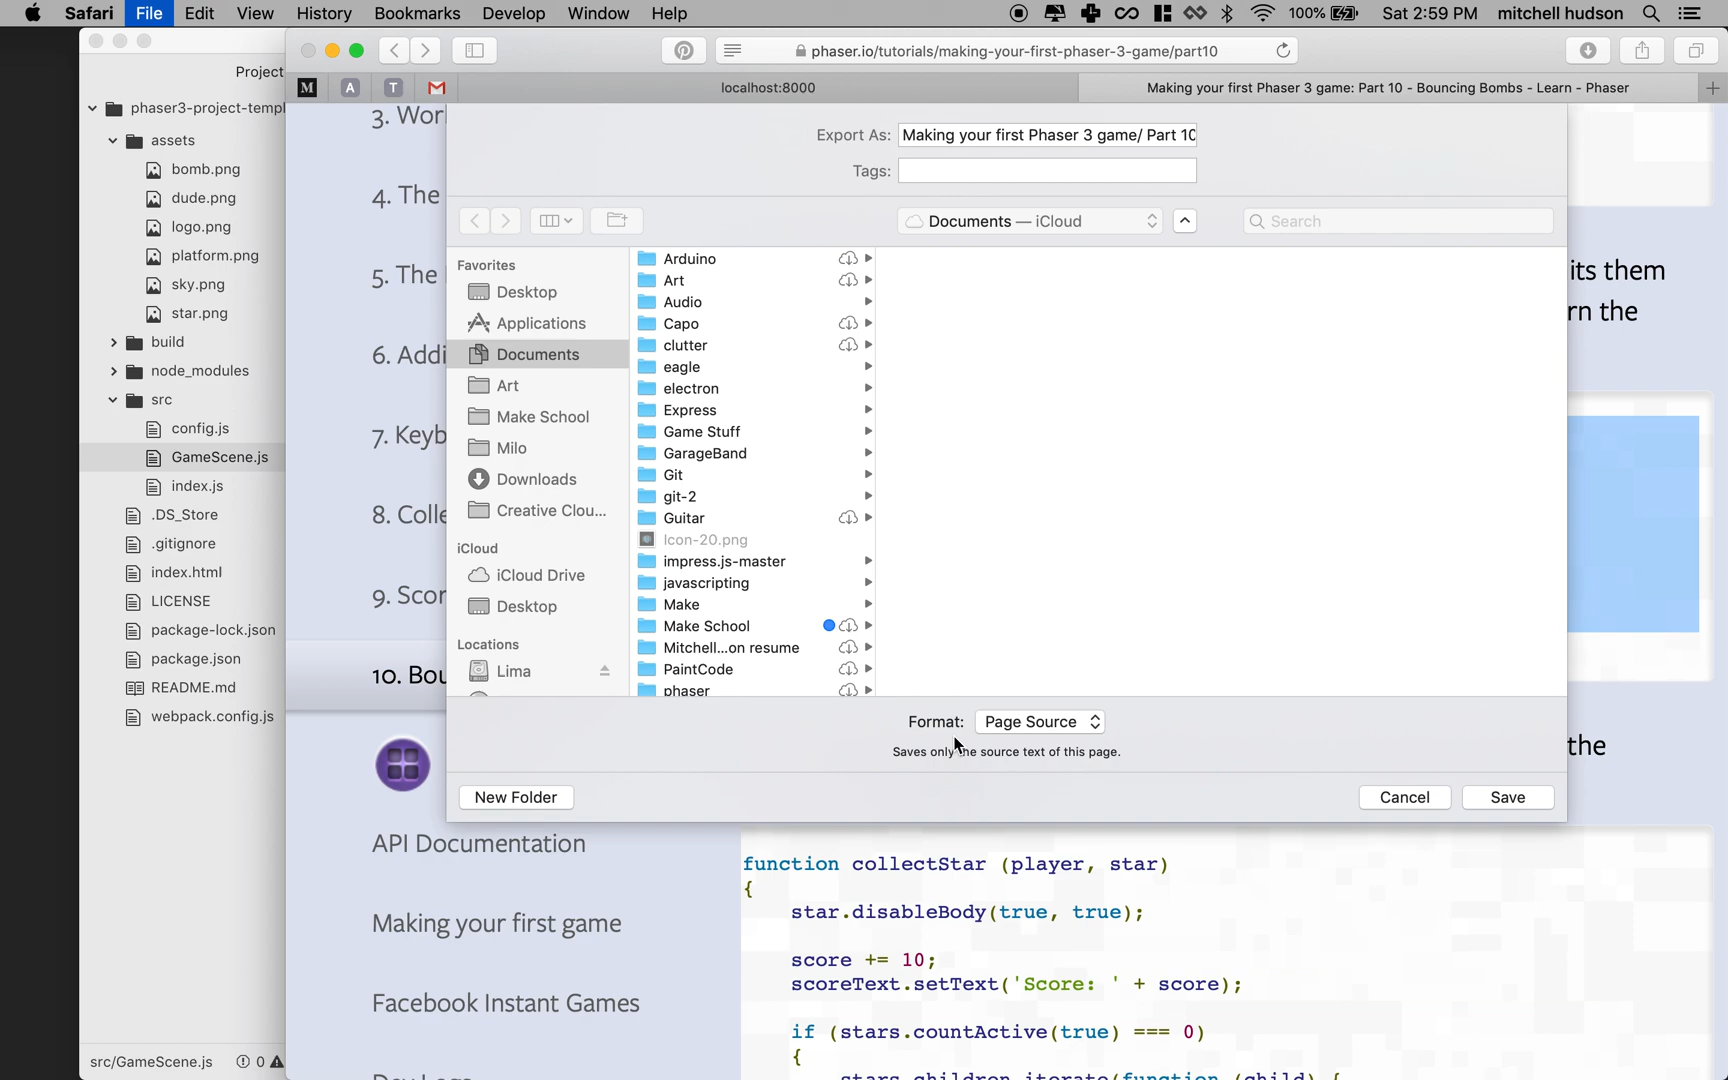 Safari File Edit View History Bookmarks Develop Window Help 100% Sat 2:59 PM mitchell hudson
phaser.io/tutorials/making-your-first-phaser-3-game/part10
M A T M localhost:8000 Making your first Phaser 3 game: Part 10 - Bouncing Bombs - Learn - Phaser
Project
phaser3-project-templ
assets
bomb.png
dude.png
logo.png
platform.png
sky.png
star.png
build
node_modules
src
config.js
GameScene.js
index.js
.DS_Store
.gitignore
index.html
LICENSE
package-lock.json
package.json
README.md
webpack.config.js
src/GameScene.js 0
3. Worl
4. The
5. The
6. Addi
7. Keyb
8. Colle
9. Scor
10. Bou
API Documentation
Making your first game
Facebook Instant Games
Export As: Making your first Phaser 3 game/ Part 10
Tags:
Documents — iCloud
Search
Favorites
Desktop
Applications
Documents
Art
Make School
Milo
Downloads
Creative Clou...
iCloud
iCloud Drive
Desktop
Locations
Lima
Arduino
Art
Audio
Capo
clutter
eagle
electron
Express
Game Stuff
GarageBand
Git
git-2
Guitar
Icon-20.png
impress.js-master
javascripting
Make
Make School
Mitchell...on resume
PaintCode
phaser
Format: Page Source
Saves only the source text of this page.
New Folder Cancel Save
its them
rn the
the
function collectStar (player, star)
{
star.disableBody(true, true);
score += 10;
scoreText.setText('Score: ' + score);
if (stars.countActive(true) === 0)
{
stars.children.iterate(function (child) {